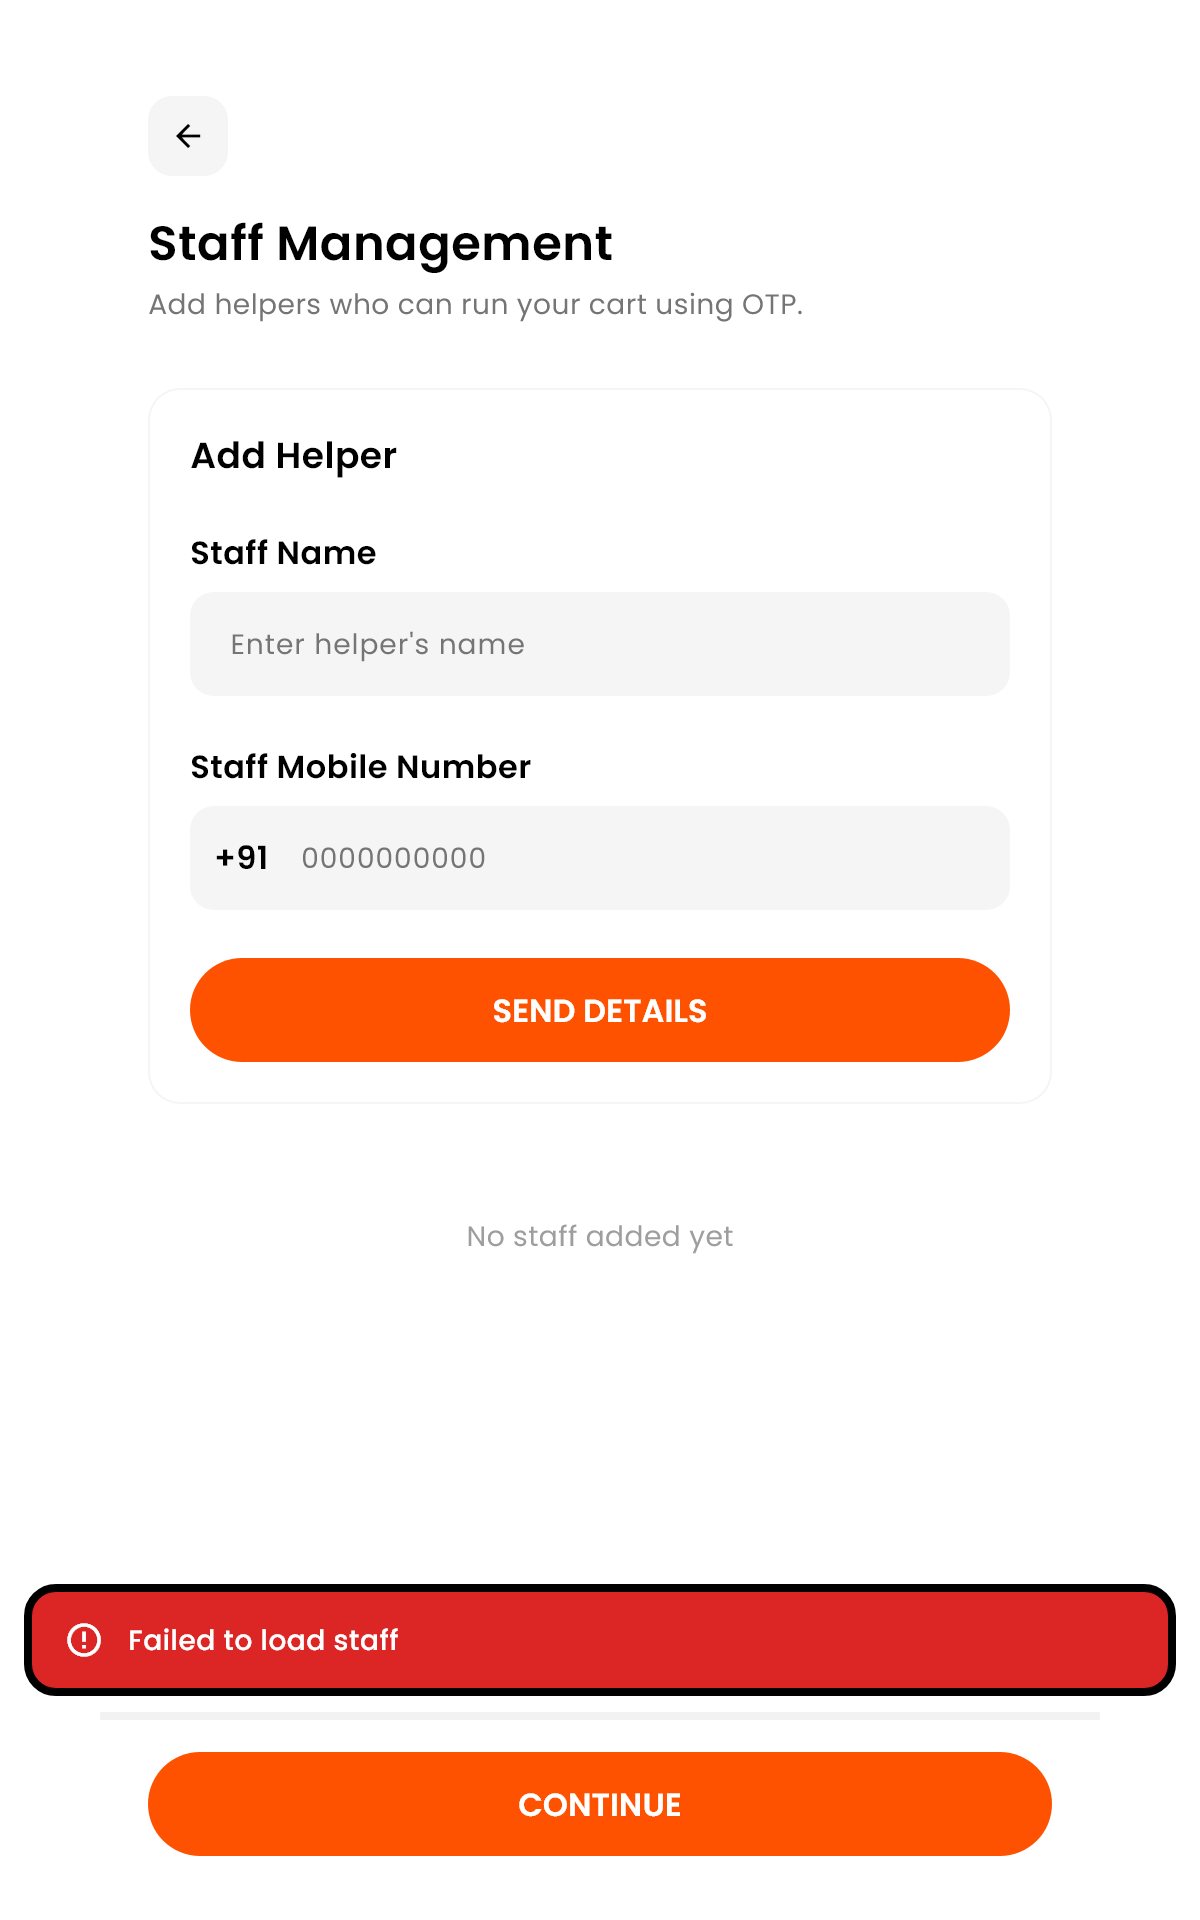 Staff Management
Add helpers who can run your cart using OTP.
Add Helper
Staff Name
Enter helper's name
Staff Mobile Number
+91 0000000000
SEND DETAILS
No staff added yet
Failed to load staff
CONTINUE